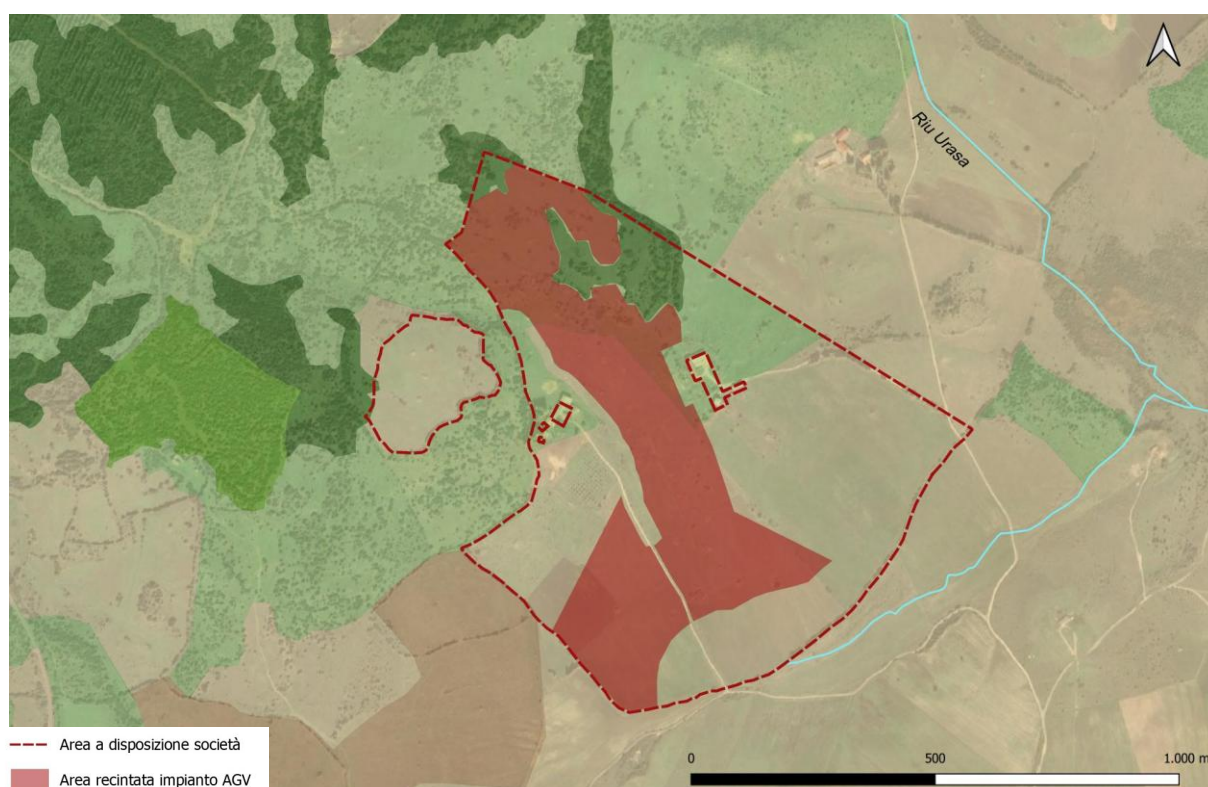 Riu Urasa
Area a disposizione società
Area recintata impianto AGV
0 500 1.000 m